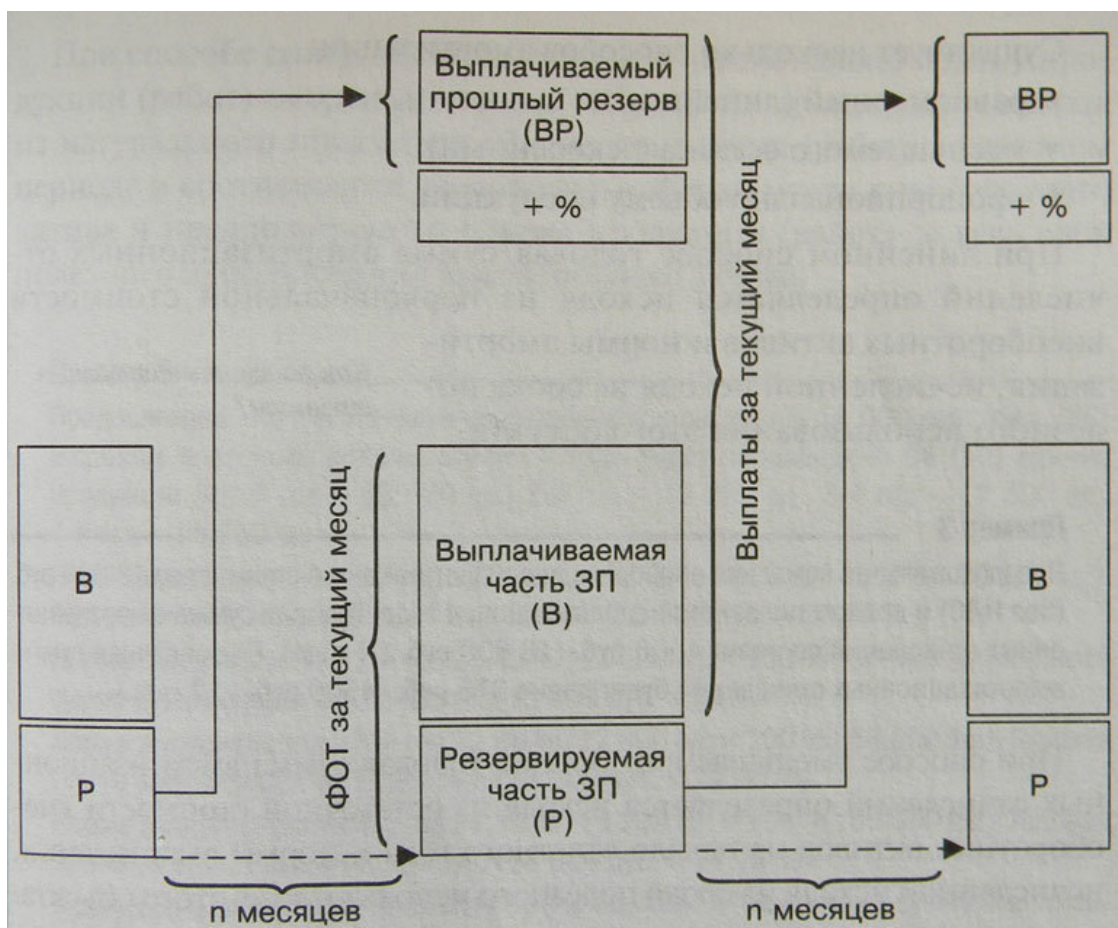 Выплачиваемый
прошлый резерв
(ВР)
ВР
+ %
+ %
Выплаты за текущий месяц
ФОТ за текущий месяц
В
Выплачиваемая
часть ЗП
(В)
В
Р
Резервируемая
часть ЗП
(Р)
Р
n месяцев
n месяцев